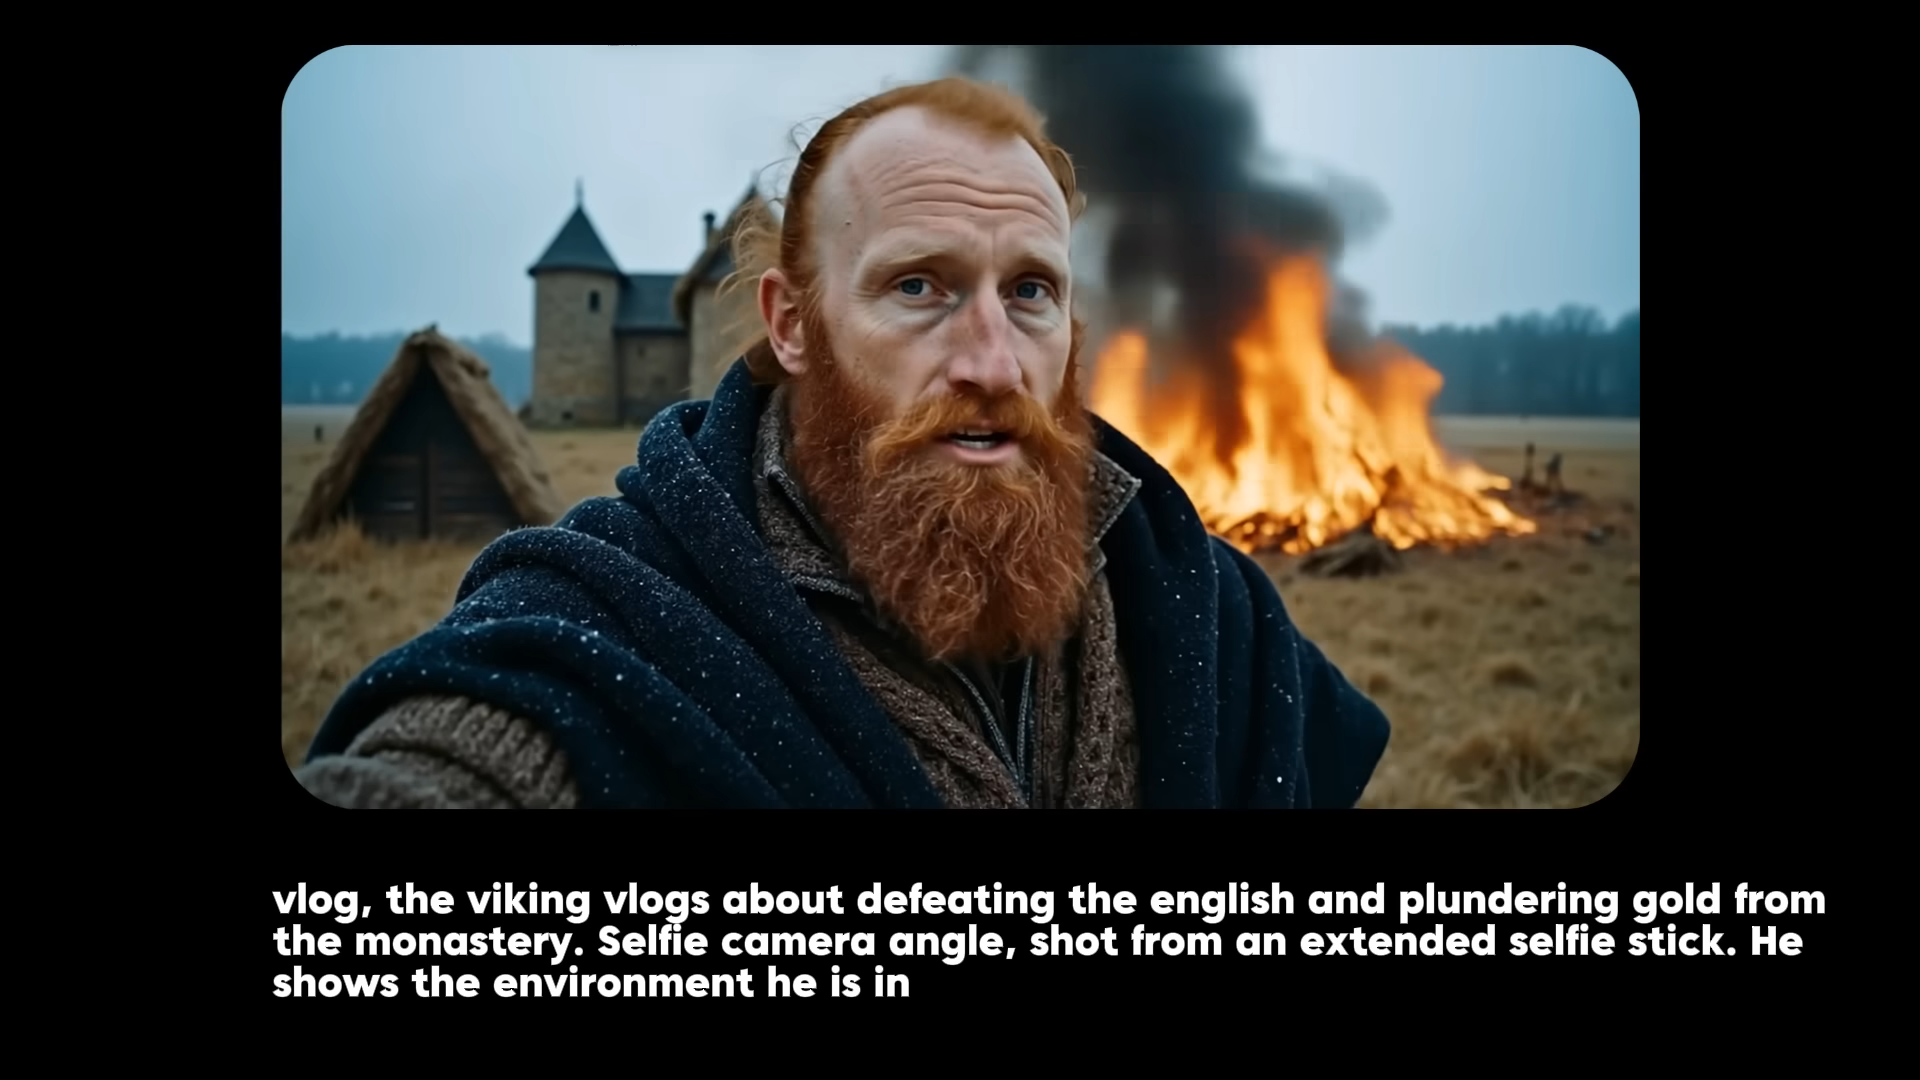 vlog, the viking vlogs about defeating the english and plundering gold from
the monastery. Selfie camera angle, shot from an extended selfie stick. He
shows the environment he is in